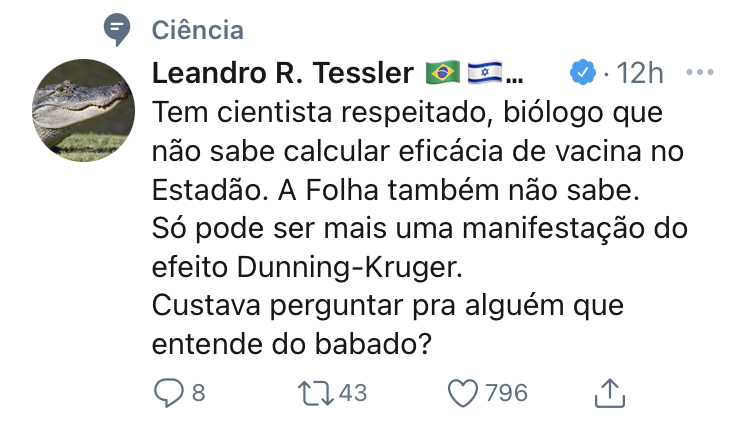 Ciência
Leandro R. Tessler 🇧🇷 🇮🇱... · 12h
Tem cientista respeitado, biólogo que
não sabe calcular eficácia de vacina no
Estadão. A Folha também não sabe.
Só pode ser mais uma manifestação do
efeito Dunning-Kruger.
Custava perguntar pra alguém que
entende do babado?
8 43 796